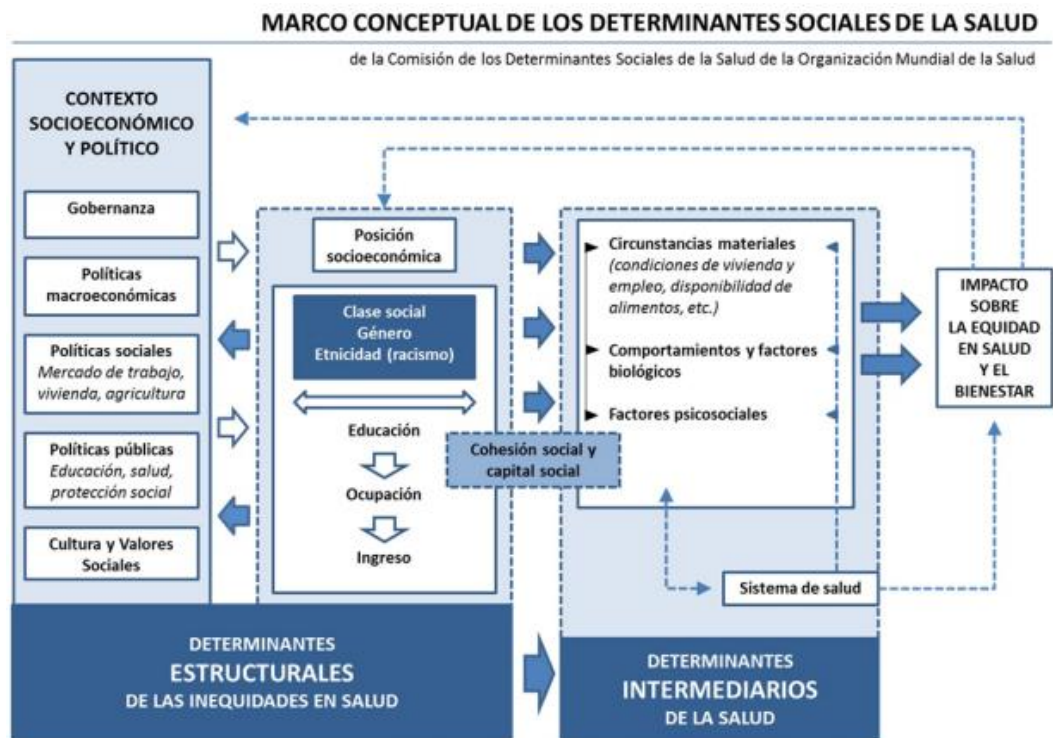 MARCO CONCEPTUAL DE LOS DETERMINANTES SOCIALES DE LA SALUD
de la Comisión de los Determinantes Sociales de la Salud de la Organización Mundial de la Salud
CONTEXTO
SOCIOECONÓMICO
Y POLÍTICO
Gobernanza
Políticas
macroeconómicas
Políticas sociales
Mercado de trabajo,
vivienda, agricultura
Políticas públicas
Educación, salud,
protección social
Cultura y Valores
Sociales
Posición
socioeconómica
Clase social
Género
Etnicidad (racismo)
Educación
Ocupación
Ingreso
Cohesión social y
capital social
Circunstancias materiales
(condiciones de vivienda y
empleo, disponibilidad de
alimentos, etc.)
Comportamientos y factores
biológicos
Factores psicosociales
Sistema de salud
IMPACTO
SOBRE
LA EQUIDAD
EN SALUD
Y EL
BIENESTAR
DETERMINANTES
ESTRUCTURALES
DE LAS INEQUIDADES EN SALUD
DETERMINANTES
INTERMEDIARIOS
DE LA SALUD